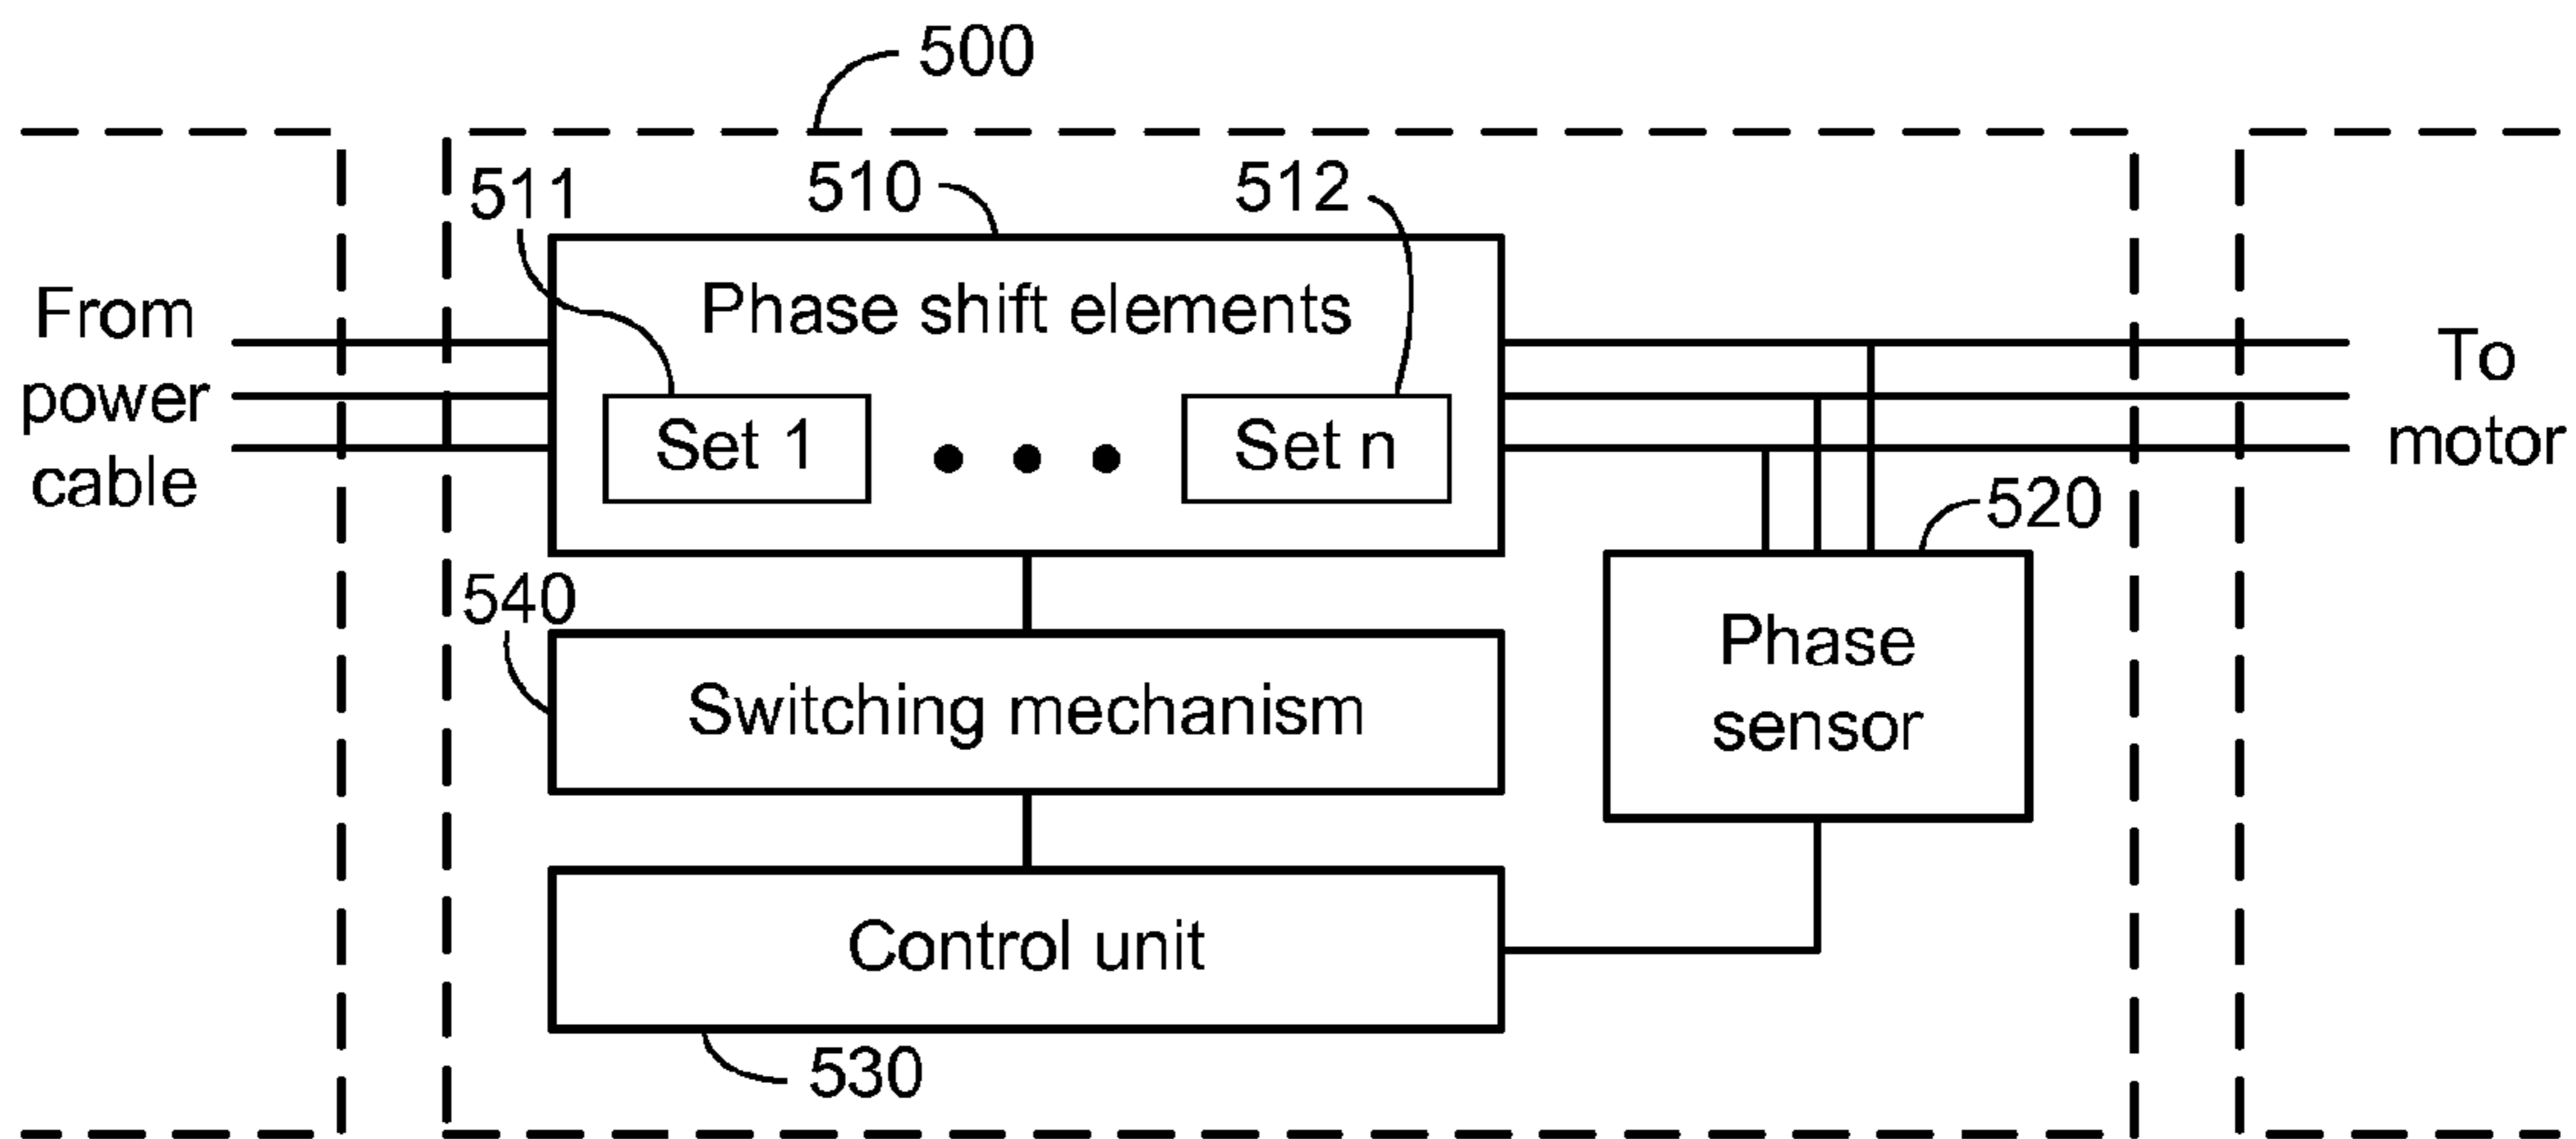 500
511
510
512
From
power
cable
Phase shift elements
Set 1
Set n
To
motor
520
540
Switching mechanism
Phase
sensor
Control unit
530